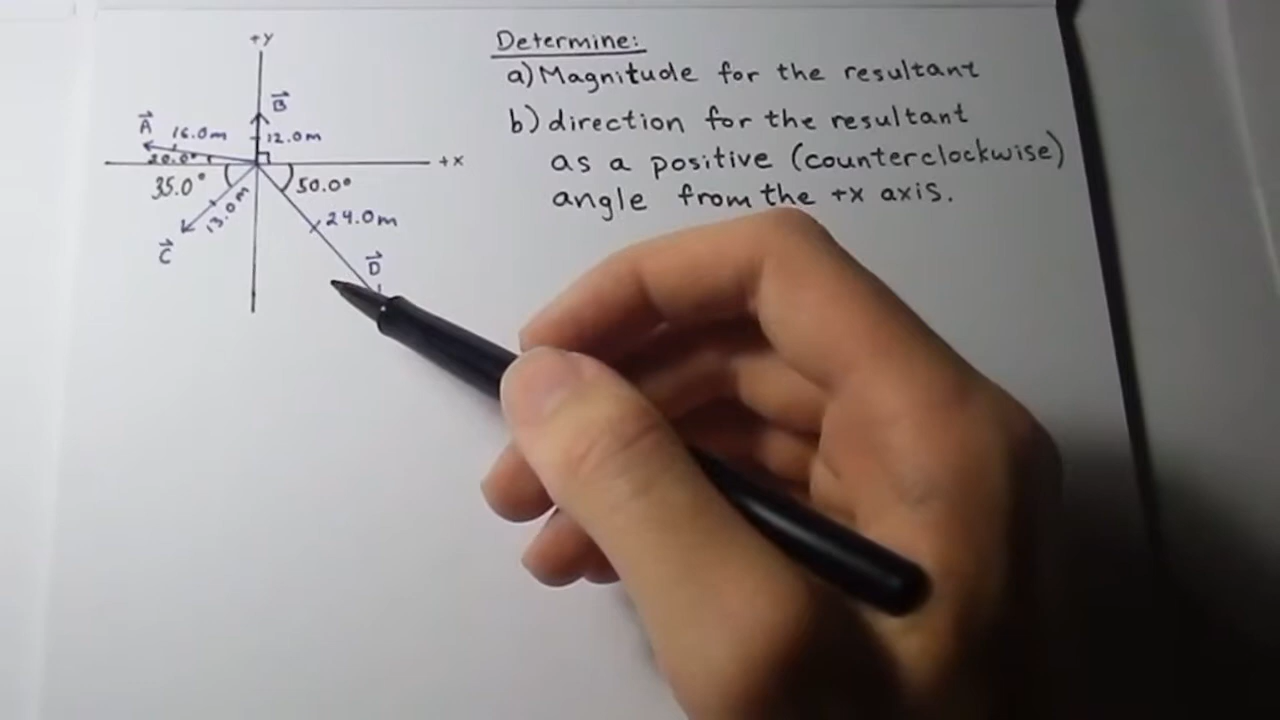 +y
B
A
16.0m
12.0m
20.0°
+x
35.0°
13.0m
50.0°
24.0m
C
D
Determine:
a) Magnitude for the resultant
b) direction for the resultant
as a positive (counterclockwise)
angle from the +x axis.